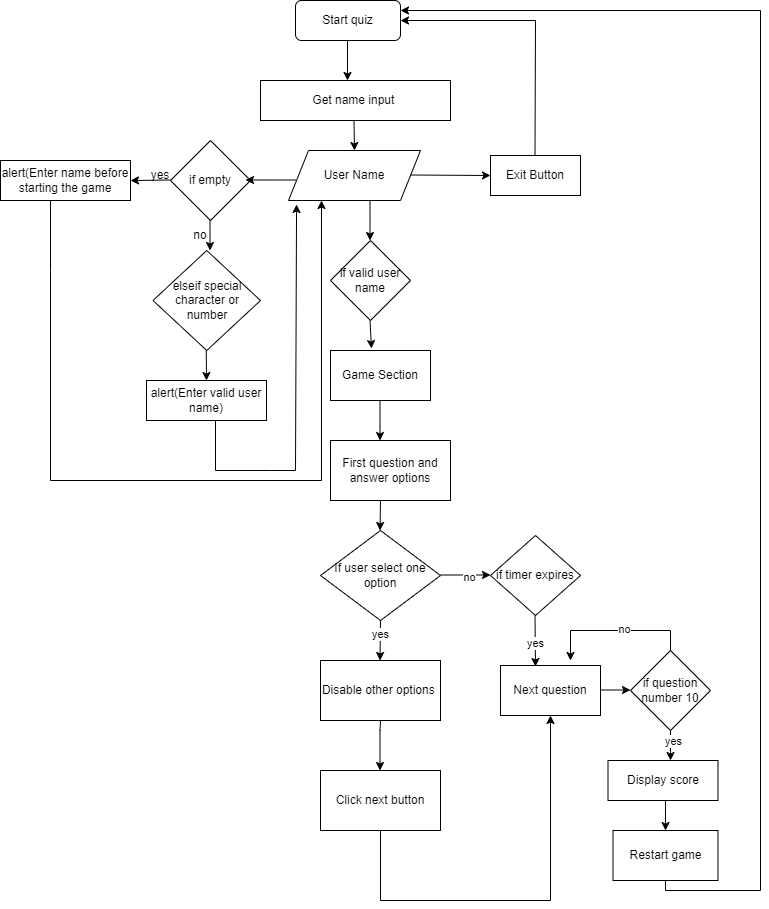 Start quiz
Get name input
alert(Enter name before
starting the game
yes
if empty
User Name
Exit Button
no
if valid user
name
elseif special
character or
number
Game Section
alert(Enter valid user
name)
First question and
answer options
If user select one
option
no
if timer expires
yes
yes
no
Disable other options
Next question
if question
number 10
yes
Display score
Click next button
Restart game